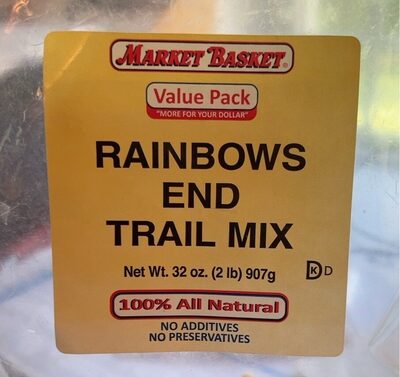 MARKET BASKET®
Value Pack
"MORE FOR YOUR DOLLAR"
RAINBOWS
END
TRAIL MIX
Net Wt. 32 oz. (2 lb) 907g
K D
100% All Natural
NO ADDITIVES
NO PRESERVATIVES